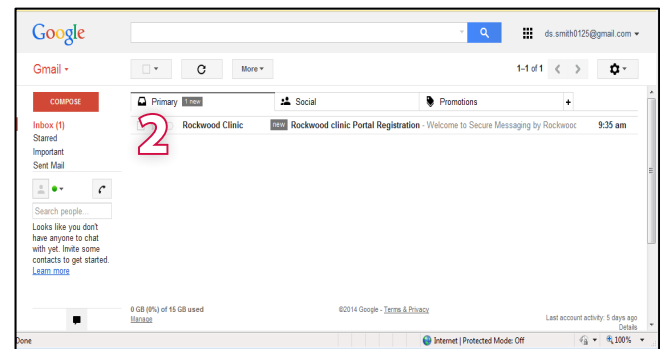 Google
ds.smith0125@gmail.com
Gmail
More
1–1 of 1
COMPOSE
Primary 1 new
Social
Promotions
+
Inbox (1)
Starred
Important
Sent Mail
2
Rockwood Clinic
new Rockwood clinic Portal Registration - Welcome to Secure Messaging by Rockwooc
9:35 am
Search people...
Looks like you don't
have anyone to chat
with yet. Invite some
contacts to get started.
Learn more
0 GB (0%) of 15 GB used
Manage
©2014 Google - Terms & Privacy
Last account activity: 5 days ago
Details
Done
Internet | Protected Mode: Off
100%